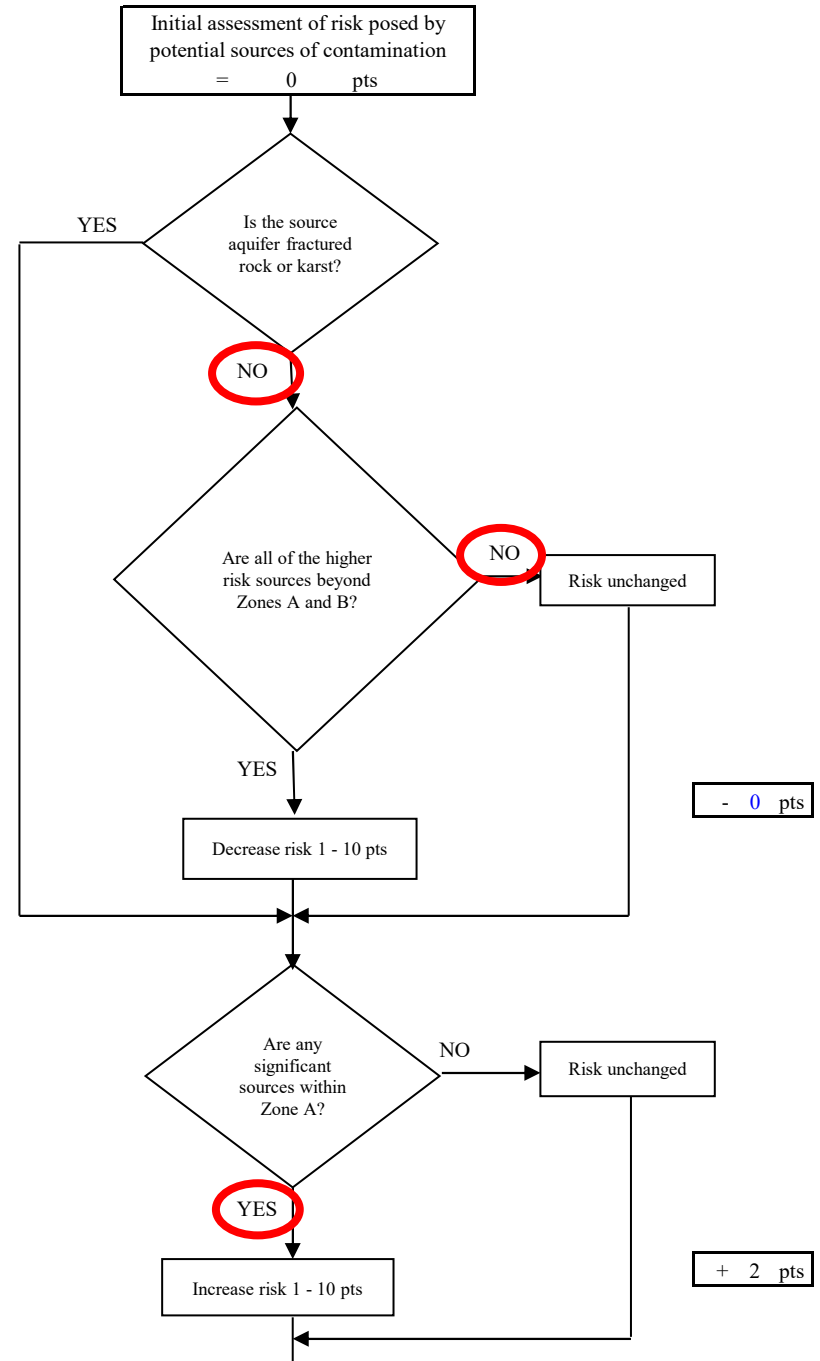 Initial assessment of risk posed by
potential sources of contamination
= 0 pts
YES
Is the source
aquifer fractured
rock or karst?
NO
Are all of the higher
risk sources beyond
Zones A and B?
NO
Risk unchanged
YES
- 0 pts
Decrease risk 1 - 10 pts
Are any
significant
sources within
Zone A?
NO
Risk unchanged
YES
Increase risk 1 - 10 pts
+ 2 pts